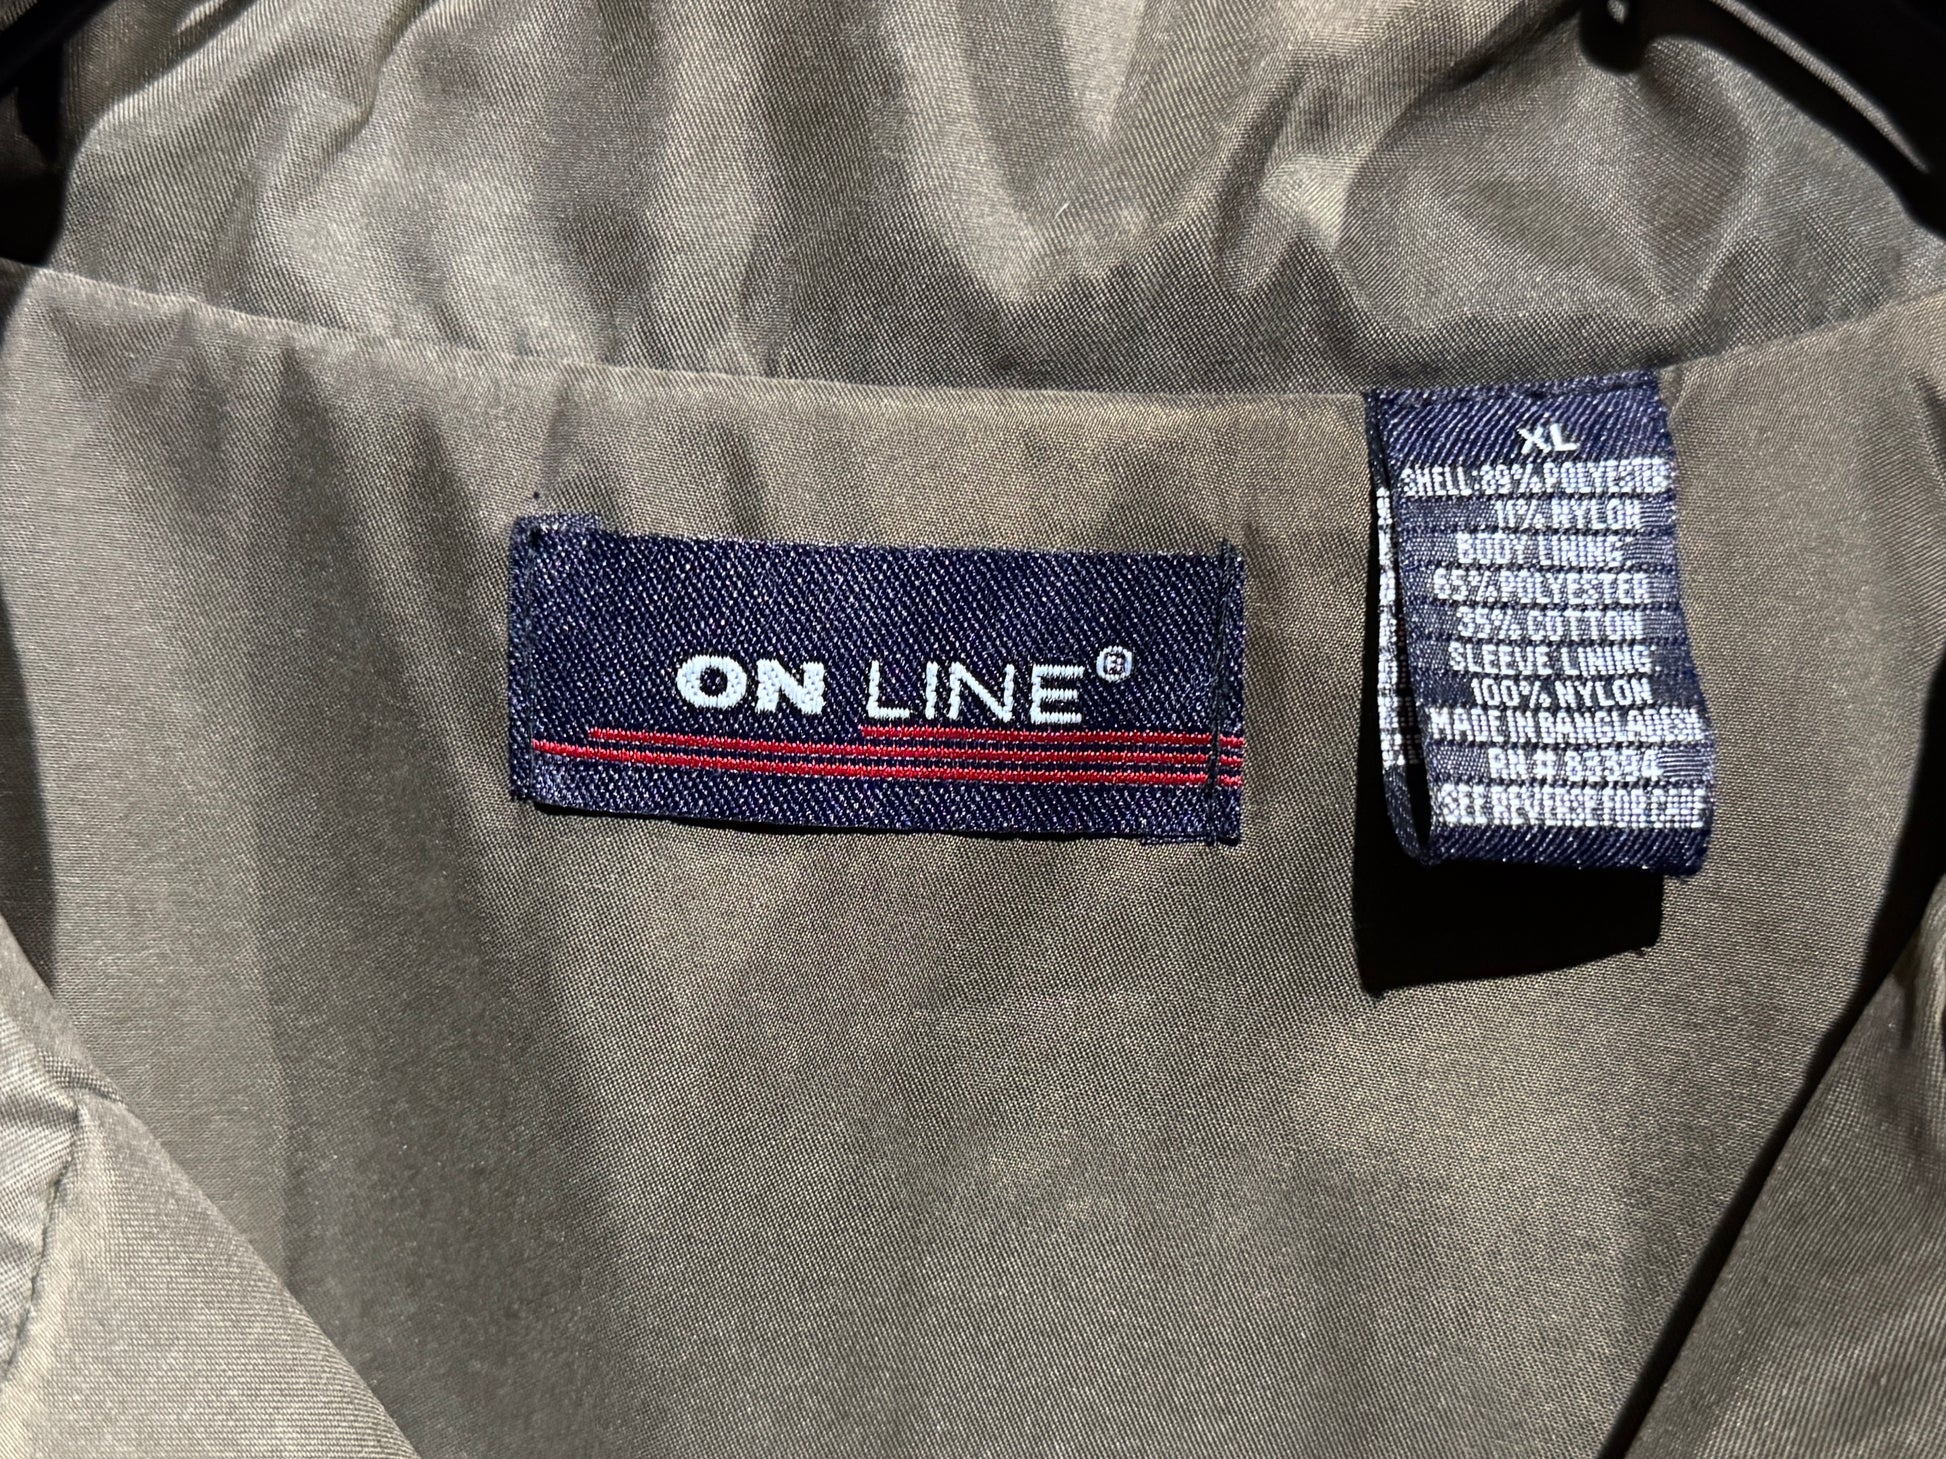 ON LINE®
XL
SHELL: 89% POLYESTER
11% NYLON
BODY LINING
65% POLYESTER
35% COTTON
SLEEVE LINING
100% NYLON
MADE IN BANGLADESH
RN#
SEE REVERSE FOR CARE